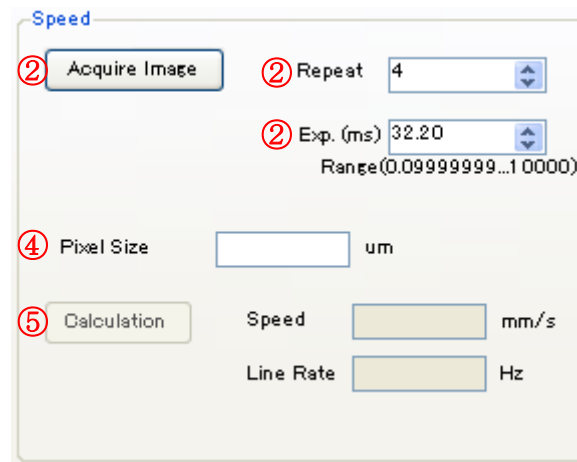 Speed
② Acquire Image ② Repeat 4
② Exp. (ms) 32.20
Range(0.09999999...10000)
④ Pixel Size um
⑤ Calculation Speed mm/s
Line Rate Hz